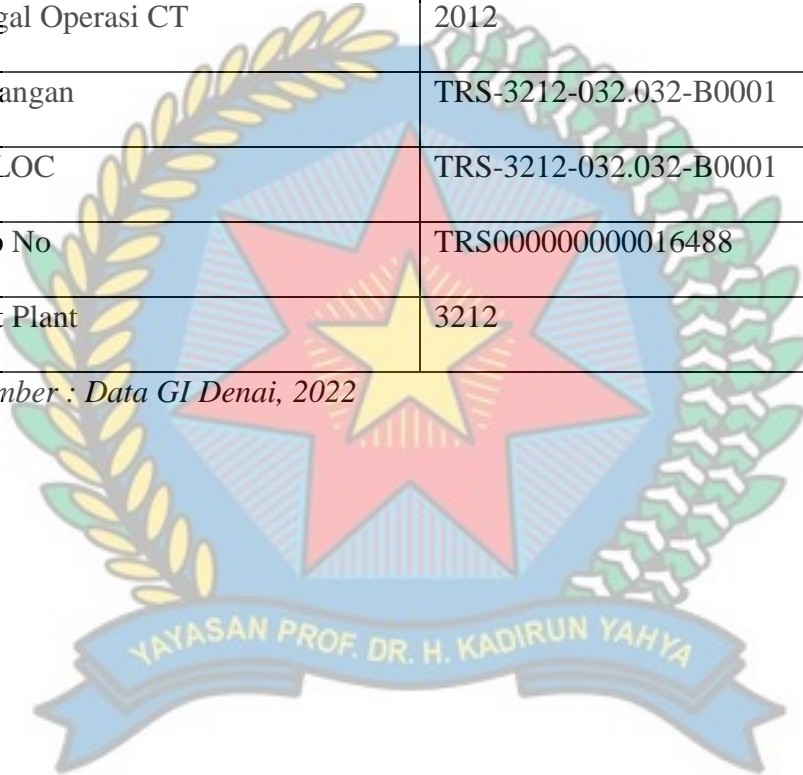 gal Operasi CT 2012
angan TRS-3212-032.032-B0001
LOC TRS-3212-032.032-B0001
No TRS000000000016488
t Plant 3212
mber : Data GI Denai, 2022
YAYASAN PROF. DR. H. KADIRUN YAHYA